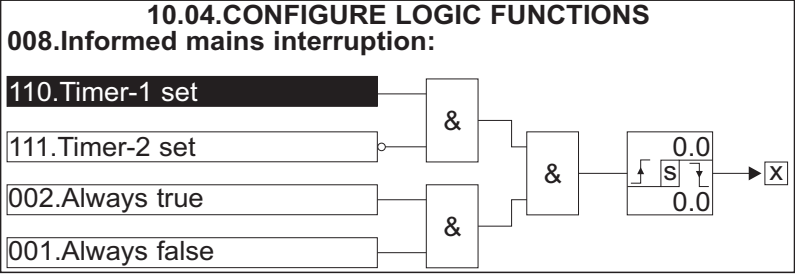 10.04.CONFIGURE LOGIC FUNCTIONS
008.Informed mains interruption:
110.Timer-1 set
&
111.Timer-2 set
0.0
&
S
X
002.Always true
0.0
&
001.Always false